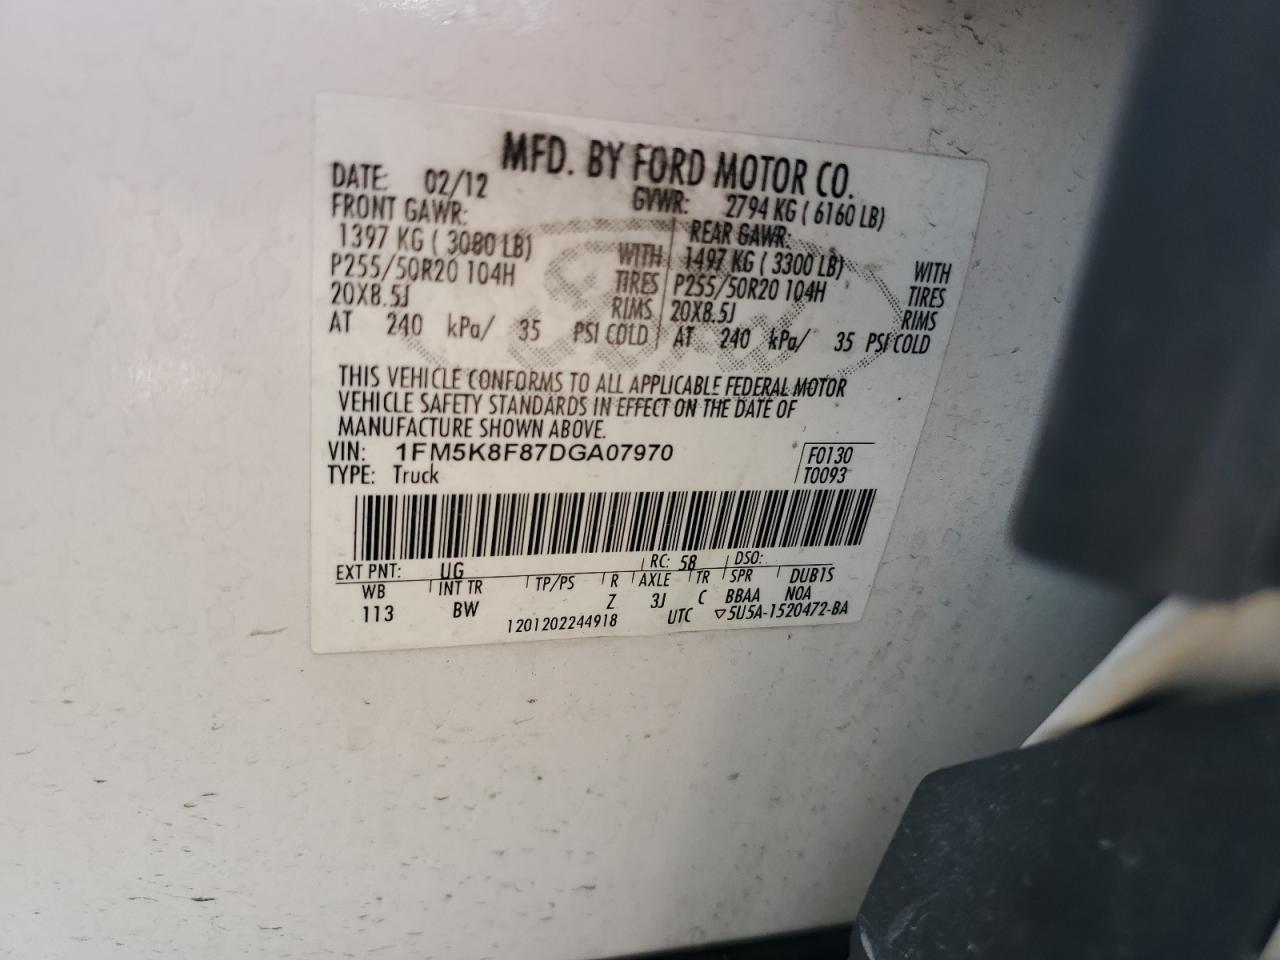 MFD. BY FORD MOTOR CO.
DATE: 02/12 GVWR: 2794 KG ( 6160 LB)
FRONT GAWR: REAR GAWR:
1397 KG ( 3080 LB) WITH 1497 KG ( 3300 LB) WITH
P255/50R20 104H TIRES P255/50R20 104H TIRES
20X8.5J RIMS 20X8.5J RIMS
AT 240 kPa/ 35 PSI COLD AT 240 kPa/ 35 PSI COLD
THIS VEHICLE CONFORMS TO ALL APPLICABLE FEDERAL MOTOR
VEHICLE SAFETY STANDARDS IN EFFECT ON THE DATE OF
MANUFACTURE SHOWN ABOVE.
VIN: 1FM5K8F87DGA07970 F0130
TYPE: Truck T0093
EXT PNT: UG RC: 58 DSO:
WB INT TR TP/PS R AXLE TR SPR DUB1S
113 BW Z 3J C BBAA NOA
1201202244918 UTC ▽5U5A-1520472-BA